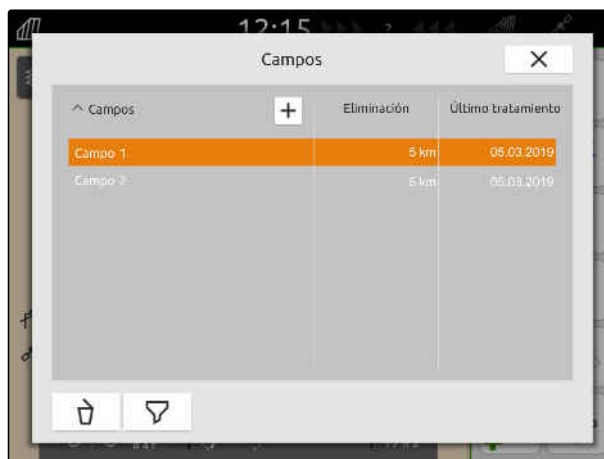 12:15
Campos
^ Campos + Eliminación Último tratamiento
Campo 1 5 km 05.03.2019
Campo 2 5 km 05.03.2019